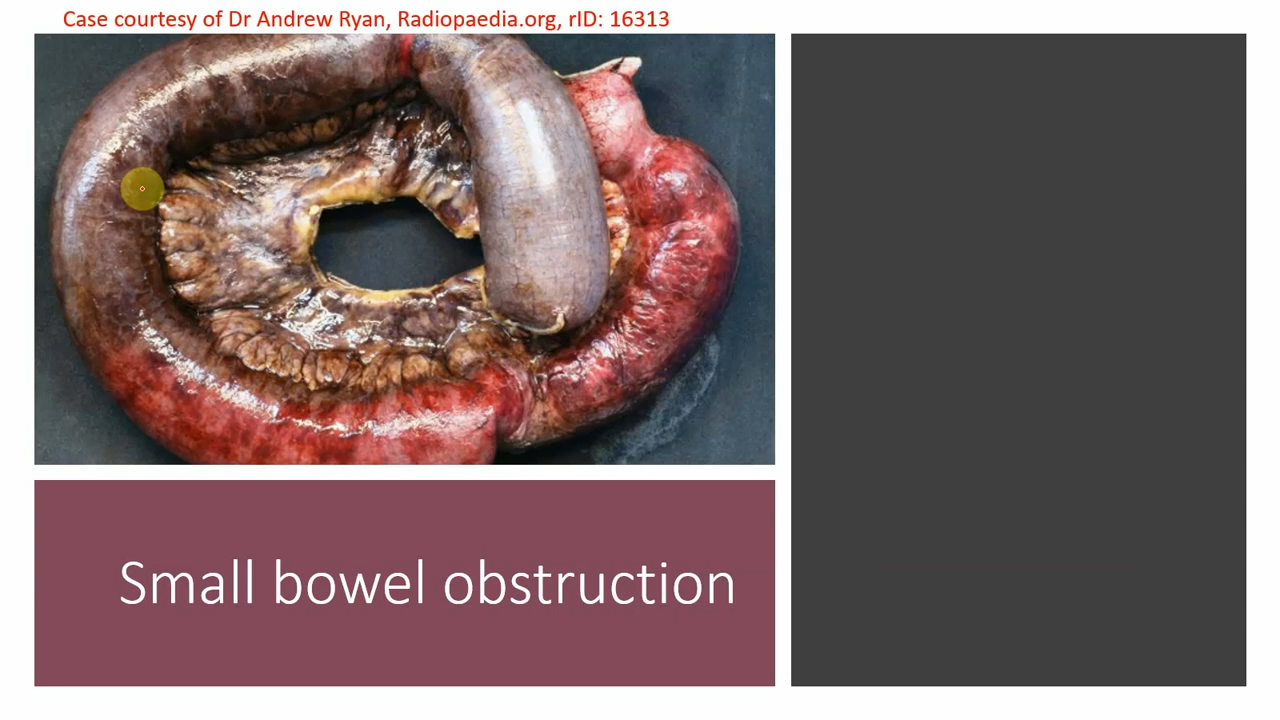 Case courtesy of Dr Andrew Ryan, Radiopaedia.org, rID: 16313
Small bowel obstruction